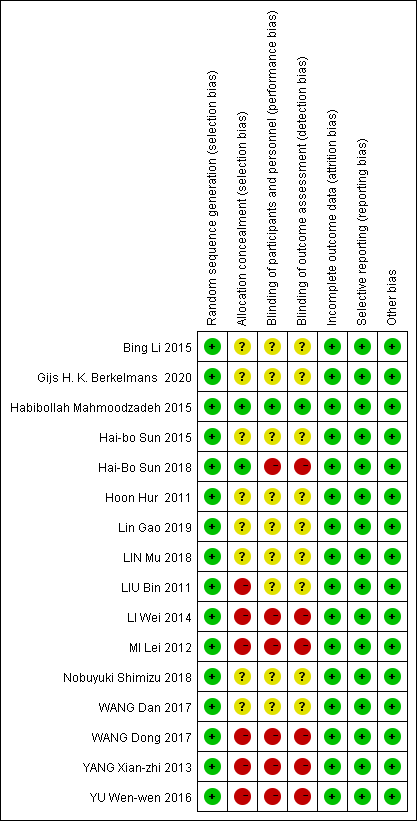 Random sequence generation (selection bias)
Allocation concealment (selection bias)
Blinding of participants and personnel (performance bias)
Blinding of outcome assessment (detection bias)
Incomplete outcome data (attrition bias)
Selective reporting (reporting bias)
Other bias
Bing Li 2015 + ? ? ? + + +
Gijs H. K. Berkelmans 2020 + ? ? ? + + +
Habibollah Mahmoodzadeh 2015 + + + + + + +
Hai-bo Sun 2015 + ? ? ? + + +
Hai-Bo Sun 2018 + + - - + + +
Hoon Hur 2011 + ? ? ? + + +
Lin Gao 2019 + ? ? ? + + +
LIN Mu 2018 + ? ? ? + + +
LIU Bin 2011 + - ? ? + + +
LI Wei 2014 + - - - + + +
MI Lei 2012 + - - - + + +
Nobuyuki Shimizu 2018 + ? ? ? + + +
WANG Dan 2017 + ? ? ? + + +
WANG Dong 2017 + - - - + + +
YANG Xian-zhi 2013 + - - - + + +
YU Wen-wen 2016 + - - - + + +